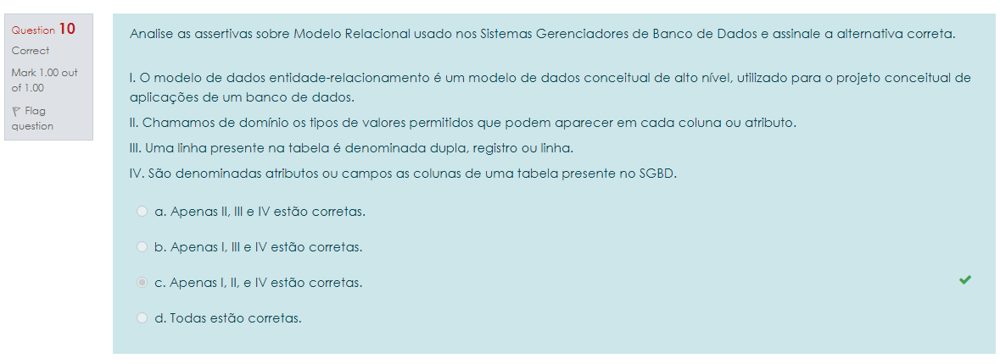 Question 10
Correct
Mark 1.00 out
of 1.00
Flag
question
Analise as assertivas sobre Modelo Relacional usado nos Sistemas Gerenciadores de Banco de Dados e assinale a alternativa correta.
I. O modelo de dados entidade-relacionamento é um modelo de dados conceitual de alto nível, utilizado para o projeto conceitual de
aplicações de um banco de dados.
II. Chamamos de domínio os tipos de valores permitidos que podem aparecer em cada coluna ou atributo.
III. Uma linha presente na tabela é denominada dupla, registro ou linha.
IV. São denominadas atributos ou campos as colunas de uma tabela presente no SGBD.
a. Apenas II, III e IV estão corretas.
b. Apenas I, III e IV estão corretas.
c. Apenas I, II, e IV estão corretas.
d. Todas estão corretas.